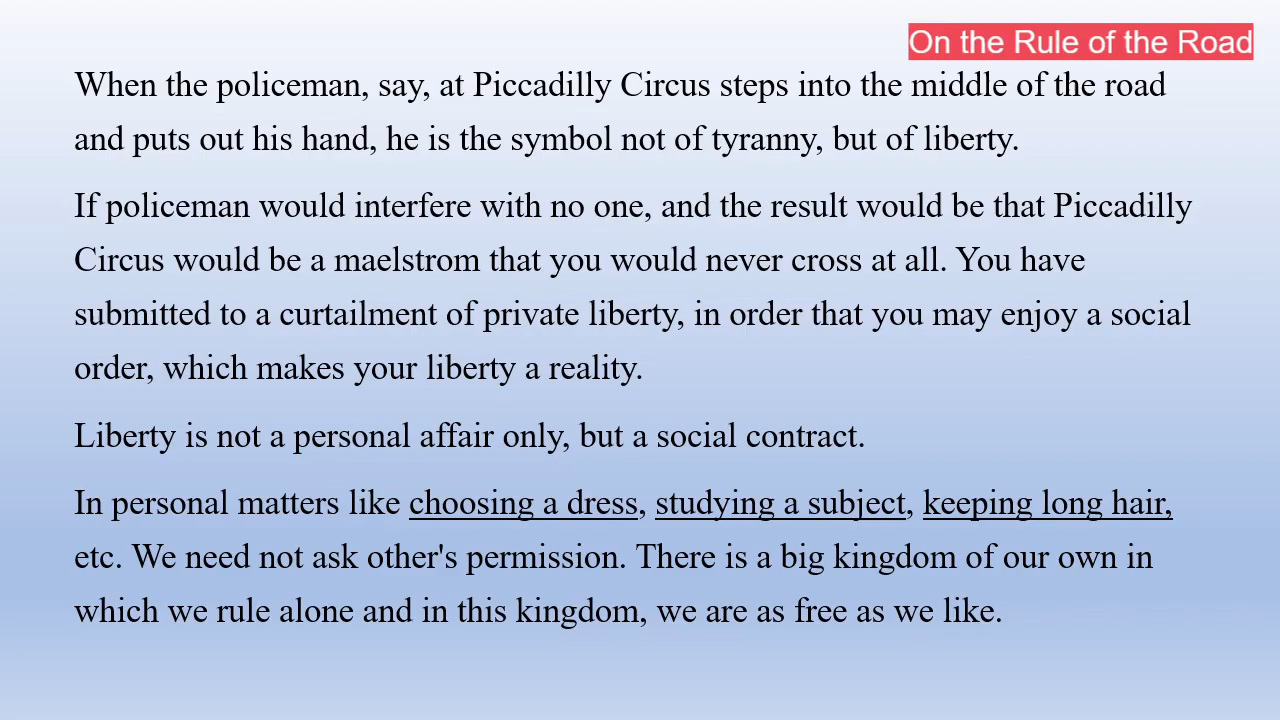 On the Rule of the Road
When the policeman, say, at Piccadilly Circus steps into the middle of the road
and puts out his hand, he is the symbol not of tyranny, but of liberty.
If policeman would interfere with no one, and the result would be that Piccadilly
Circus would be a maelstrom that you would never cross at all. You have
submitted to a curtailment of private liberty, in order that you may enjoy a social
order, which makes your liberty a reality.
Liberty is not a personal affair only, but a social contract.
In personal matters like choosing a dress, studying a subject, keeping long hair,
etc. We need not ask other's permission. There is a big kingdom of our own in
which we rule alone and in this kingdom, we are as free as we like.